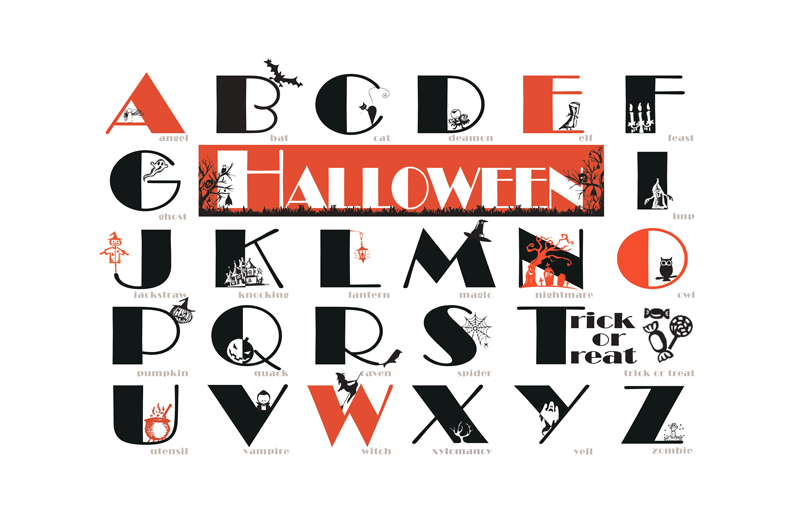 A B C D E F
angel bat cat deamon elf feast
G HALLOWEEN I
ghost imp
J K L M N O
jackstraw knocking lantern magic nightmare owl
P Q R S Trick
or
Treat
pumpkin quack raven spider trick or treat
U V W X Y Z
utensil vampire witch xylomancy yell zombie